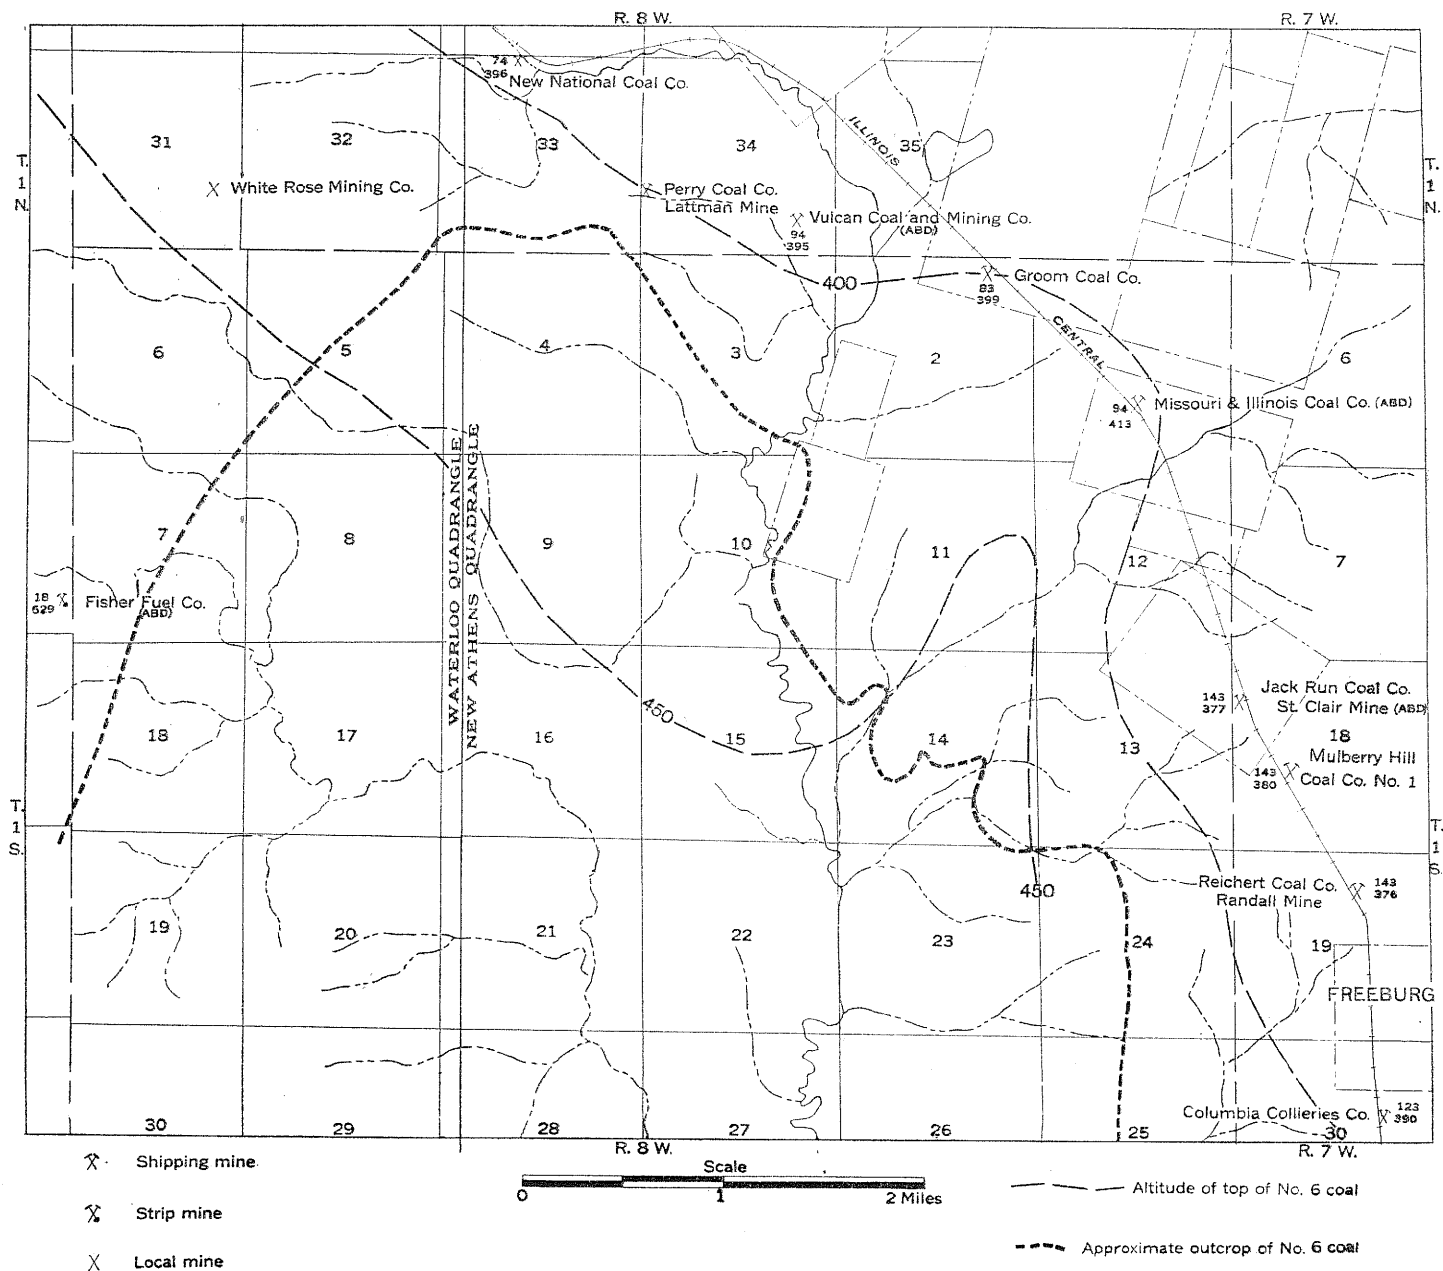 R. 8 W.
R. 7 W.
74
396
New National Coal Co.
31
32
33
34
35
ILLINOIS
T.
1
N.
T.
1
N.
White Rose Mining Co.
Perry Coal Co.
Lattman Mine
Vulcan Coal and Mining Co.
(ABD)
94
395
400
Groom Coal Co.
83
399
CENTRAL
6
5
4
3
2
6
94
413
Missouri & Illinois Coal Co. (ABD)
WATERLOO QUADRANGLE
NEW ATHENS QUADRANGLE
7
8
9
10
11
12
7
18
629
Fisher Fuel Co.
(ABD)
450
143
377
Jack Run Coal Co.
St. Clair Mine (ABD)
18
17
16
15
14
13
18
Mulberry Hill
Coal Co. No. 1
143
380
T.
1
S.
T.
1
S.
450
Reichert Coal Co.
Randall Mine
143
376
19
20
21
22
23
24
19
FREEBURG
Columbia Collieries Co.
123
390
30
29
28
27
26
25
30
R. 8 W.
R. 7 W.
Shipping mine
Strip mine
Local mine
Scale
0
1
2 Miles
Altitude of top of No. 6 coal
Approximate outcrop of No. 6 coal